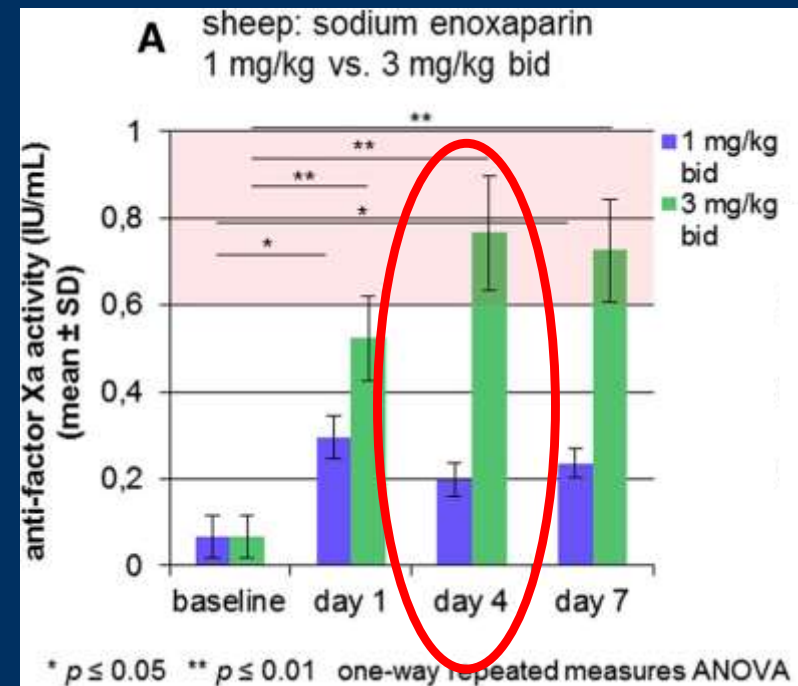 A
sheep: sodium enoxaparin
1 mg/kg vs. 3 mg/kg bid
anti-factor Xa activity (IU/mL)
(mean ± SD)
1
0,8
0,6
0,4
0,2
0
**
**
**
*
*
1 mg/kg
bid
3 mg/kg
bid
baseline day 1 day 4 day 7
* p ≤ 0.05 ** p ≤ 0.01 one-way repeated measures ANOVA